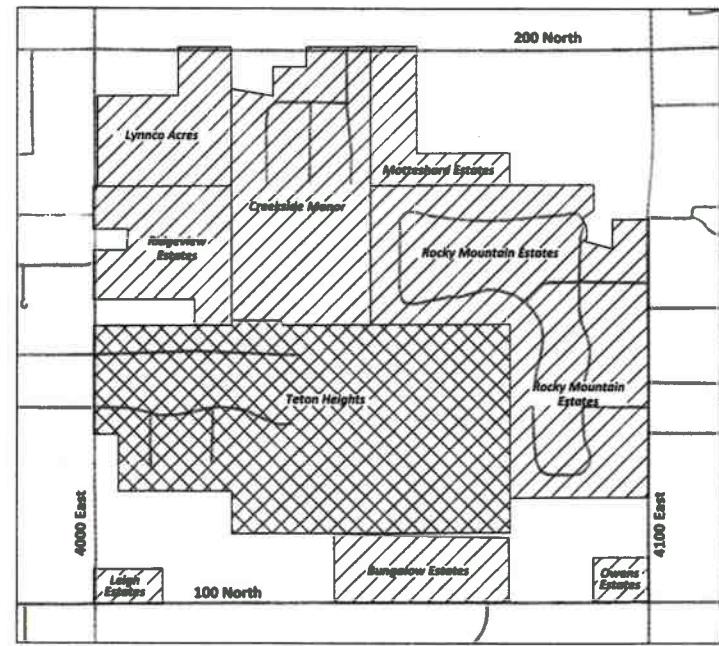 200 North
Lynnco Acres
Motteshard Estates
Creekside Manor
Ridgeview
Estates
Rocky Mountain Estates
Rocky Mountain
Estates
Teton Heights
4000 East
4100 East
Bungalow Estates
Leigh
Estates
Owens
Estates
100 North